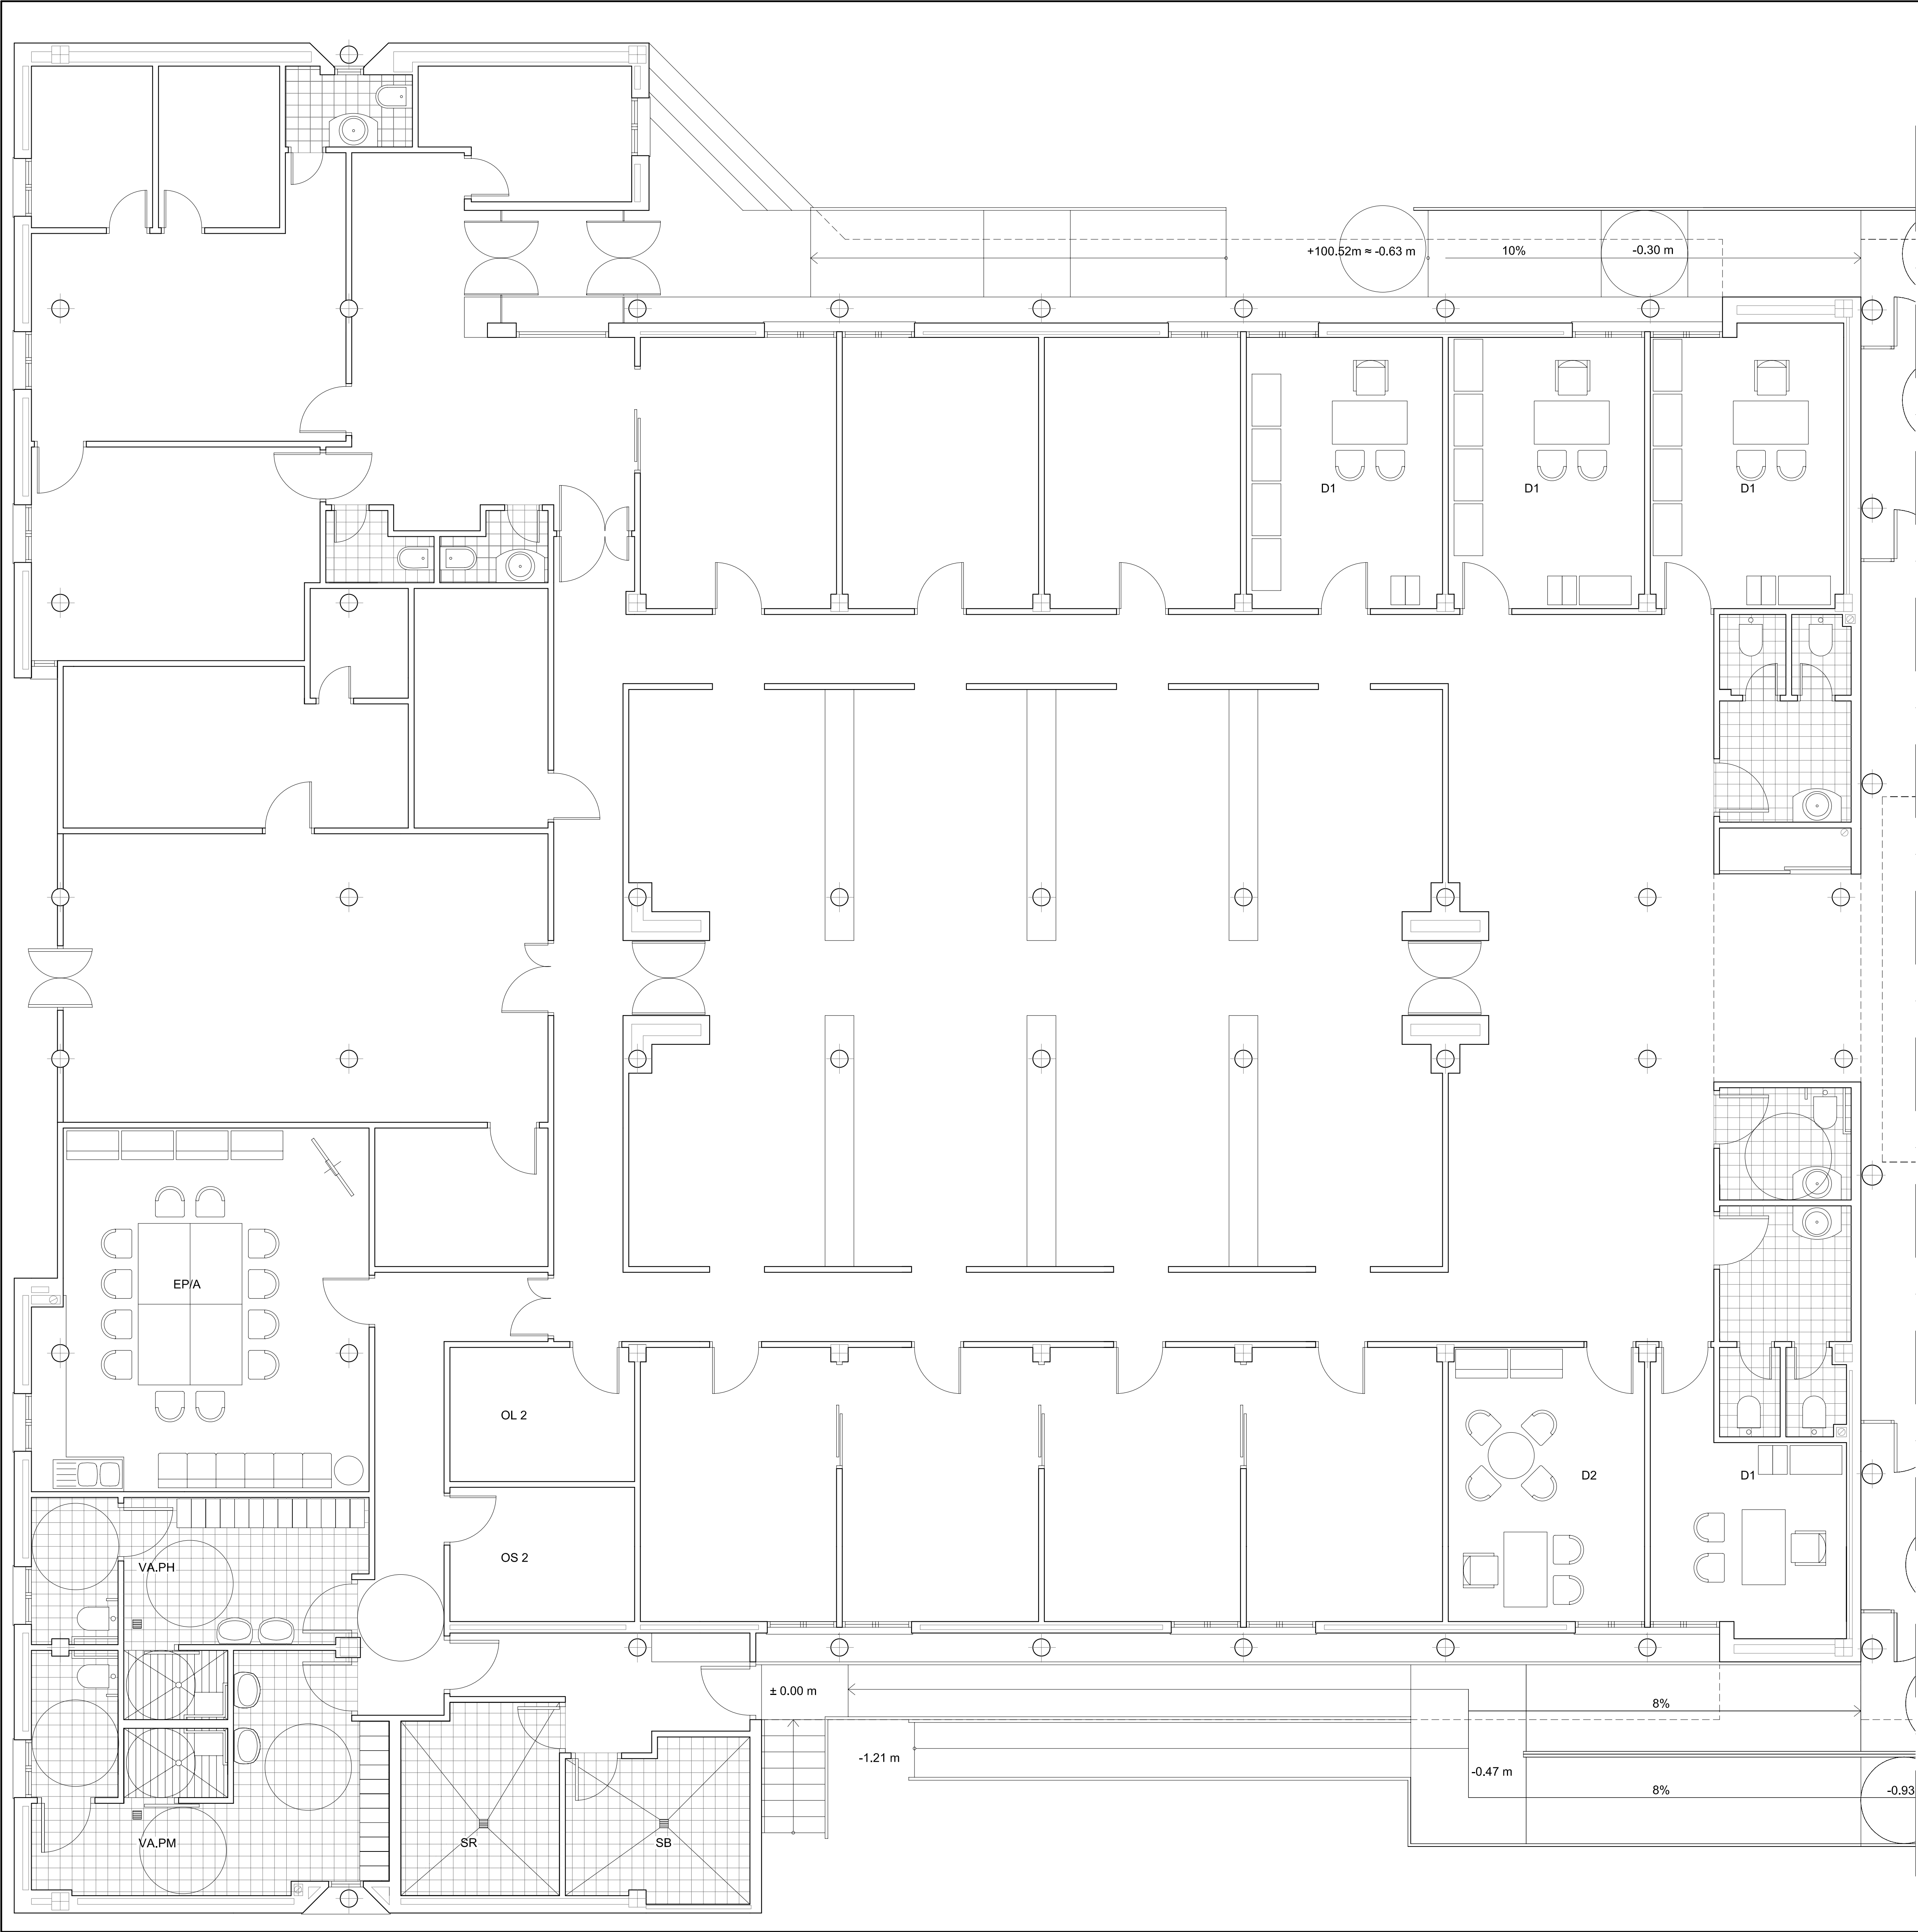 +100.52m ≈ -0.63 m
10%
-0.30 m
D1
D1
D1
EP/A
OL 2
D2
D1
OS 2
VA.PH
± 0.00 m
8%
-1.21 m
-0.47 m
8%
-0.93
VA.PM
SR
SB